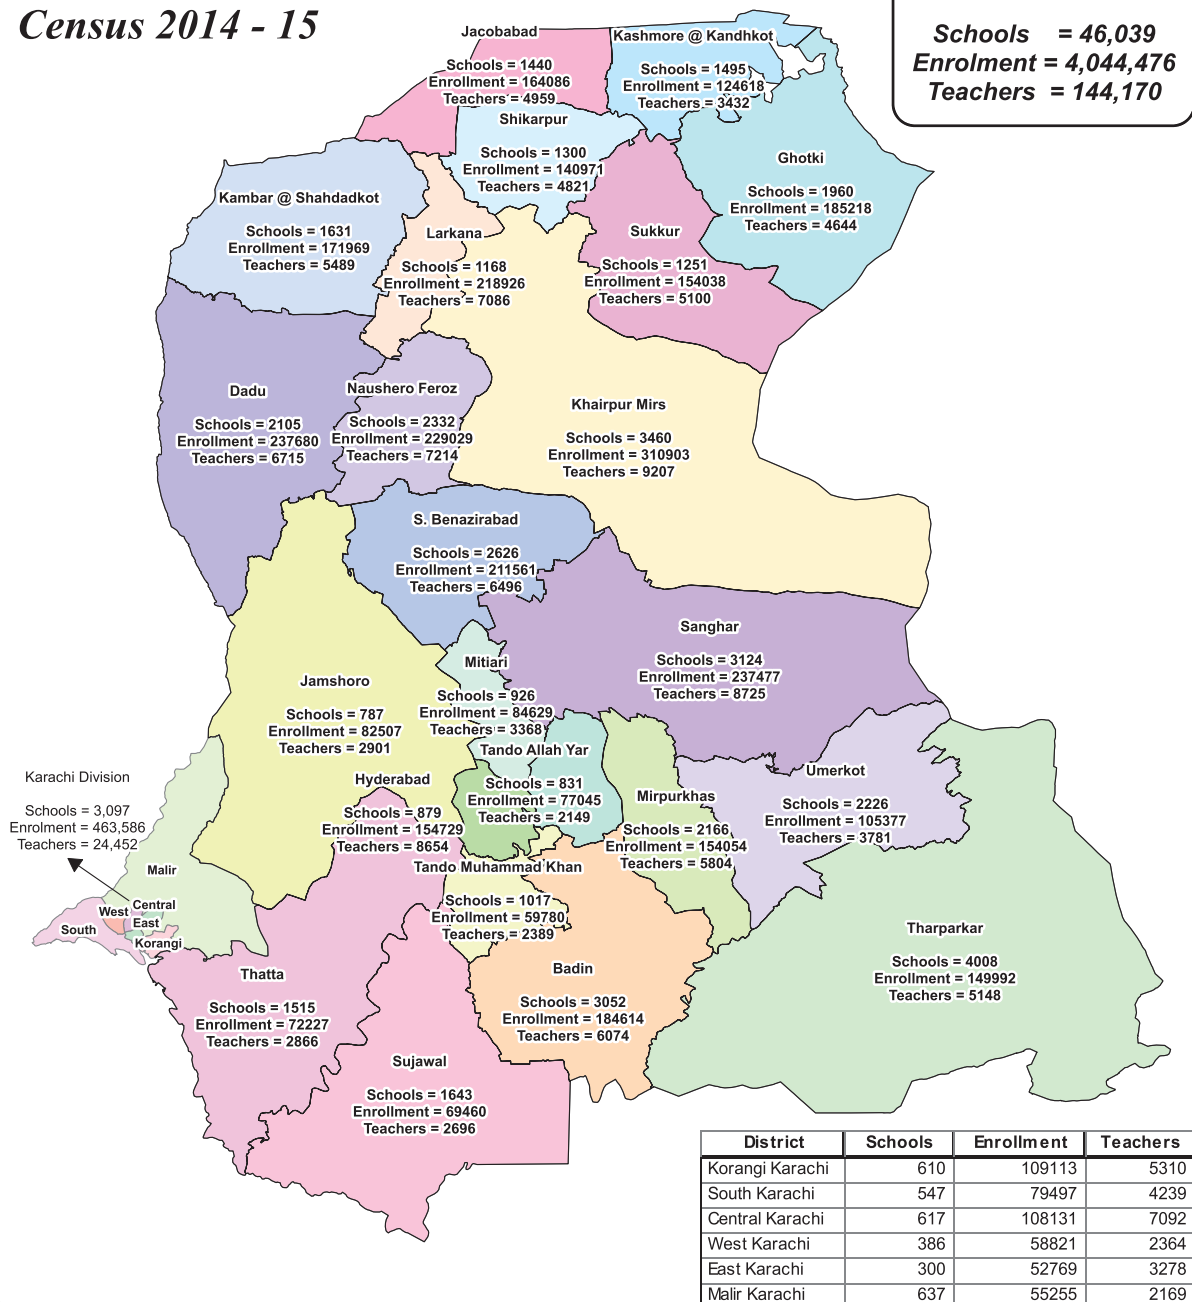 Census 2014 - 15
Schools = 46,039
Enrolment = 4,044,476
Teachers = 144,170
Jacobabad
Schools = 1440
Enrollment = 164086
Teachers = 4959
Kashmore @ Kandhkot
Schools = 1495
Enrollment = 124618
Teachers = 3432
Shikarpur
Schools = 1300
Enrollment = 140971
Teachers = 4821
Ghotki
Schools = 1960
Enrollment = 185218
Teachers = 4644
Kambar @ Shahdadkot
Schools = 1631
Enrollment = 171969
Teachers = 5489
Larkana
Schools = 1168
Enrollment = 218926
Teachers = 7086
Sukkur
Schools = 1251
Enrollment = 154038
Teachers = 5100
Dadu
Schools = 2105
Enrollment = 237680
Teachers = 6715
Naushero Feroz
Schools = 2332
Enrollment = 229029
Teachers = 7214
Khairpur Mirs
Schools = 3460
Enrollment = 310903
Teachers = 9207
S. Benazirabad
Schools = 2626
Enrollment = 211561
Teachers = 6496
Sanghar
Schools = 3124
Enrollment = 237477
Teachers = 8725
Mitiari
Schools = 926
Enrollment = 84629
Teachers = 3368
Jamshoro
Schools = 787
Enrollment = 82507
Teachers = 2901
Tando Allah Yar
Schools = 831
Enrollment = 77045
Teachers = 2149
Hyderabad
Schools = 879
Enrollment = 154729
Teachers = 8654
Mirpurkhas
Schools = 2166
Enrollment = 154054
Teachers = 5804
Umerkot
Schools = 2226
Enrollment = 105377
Teachers = 3781
Karachi Division
Schools = 3,097
Enrolment = 463,586
Teachers = 24,452
Malir
West
Central
East
South
Korangi
Tando Muhammad Khan
Schools = 1017
Enrollment = 59780
Teachers = 2389
Tharparkar
Schools = 4008
Enrollment = 149992
Teachers = 5148
Thatta
Schools = 1515
Enrollment = 72227
Teachers = 2866
Badin
Schools = 3052
Enrollment = 184614
Teachers = 6074
Sujawal
Schools = 1643
Enrollment = 69460
Teachers = 2696
District Schools Enrollment Teachers
Korangi Karachi 610 109113 5310
South Karachi 547 79497 4239
Central Karachi 617 108131 7092
West Karachi 386 58821 2364
East Karachi 300 52769 3278
Malir Karachi 637 55255 2169